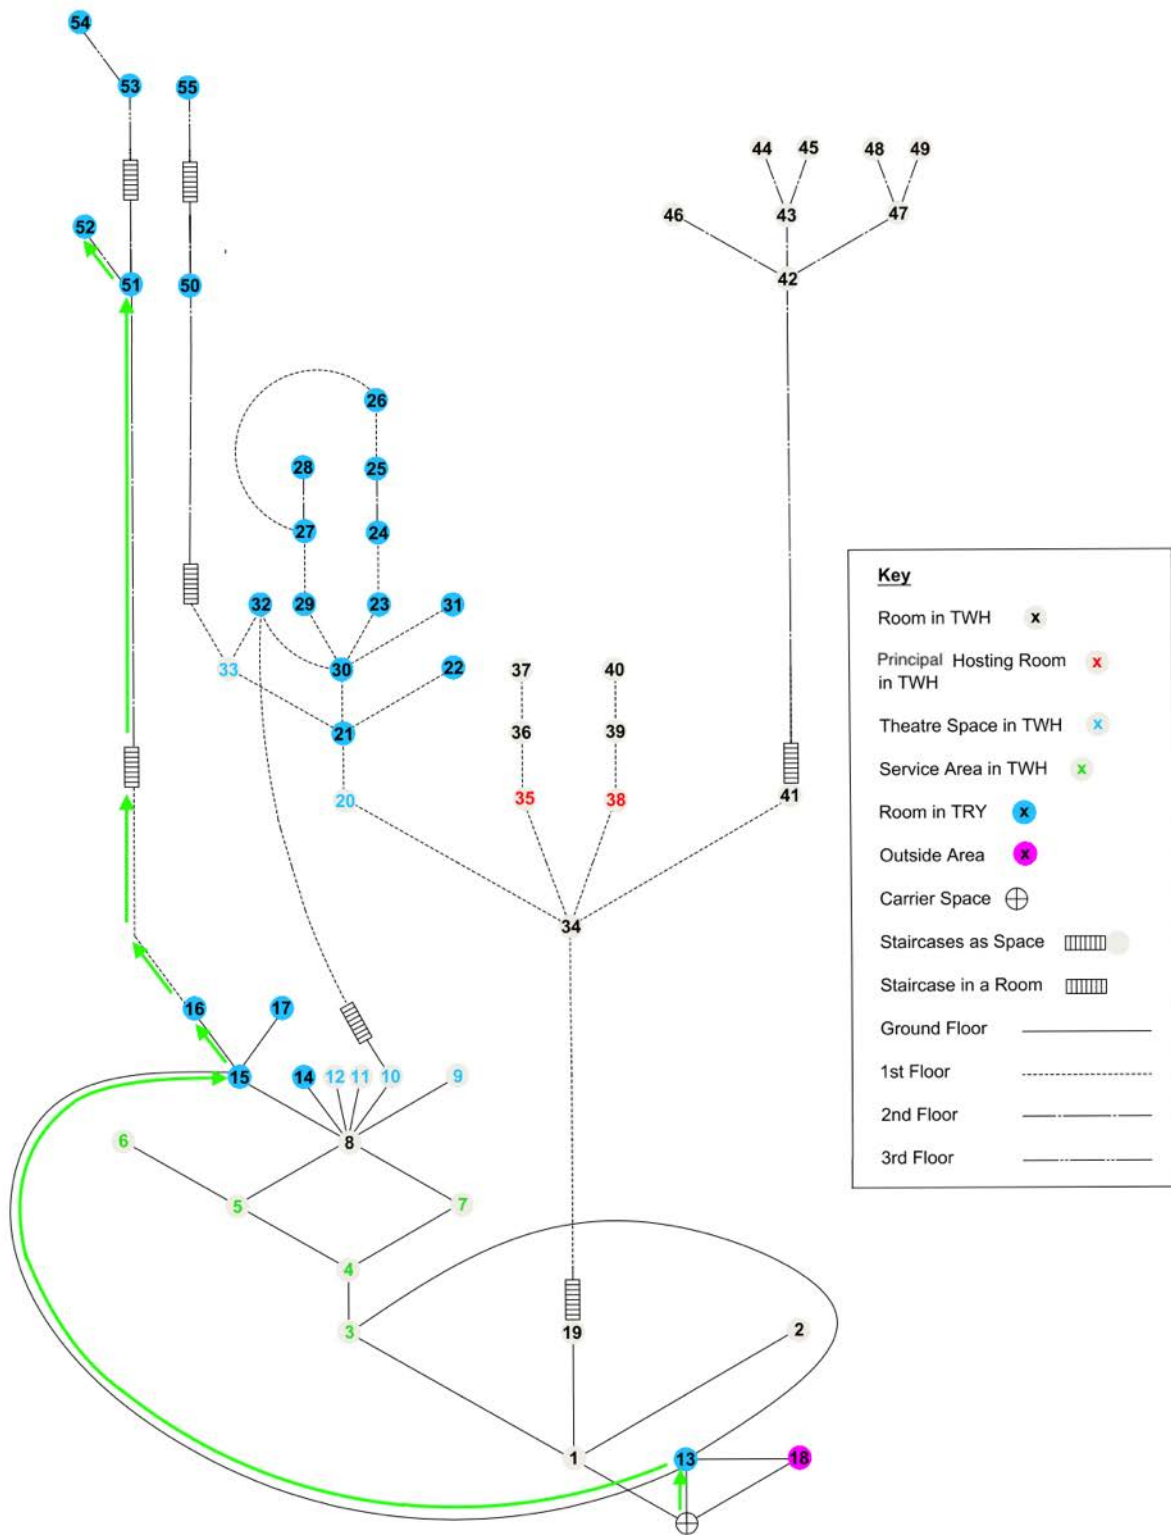 54
53 55
44 45 48 49
52 46 43 47
51 50 42
26
28 25
27 24
32 29 23 31
33 30 22 37 40
21 36 39
20 35 38 41
34
16 17
15 14 12 11 10 9
6 8
5 7
4
3 19 2
1 13 18
Key
Room in TWH x
Principal Hosting Room x
in TWH
Theatre Space in TWH x
Service Area in TWH x
Room in TRY x
Outside Area x
Carrier Space
Staircases as Space
Staircase in a Room
Ground Floor
1st Floor
2nd Floor
3rd Floor